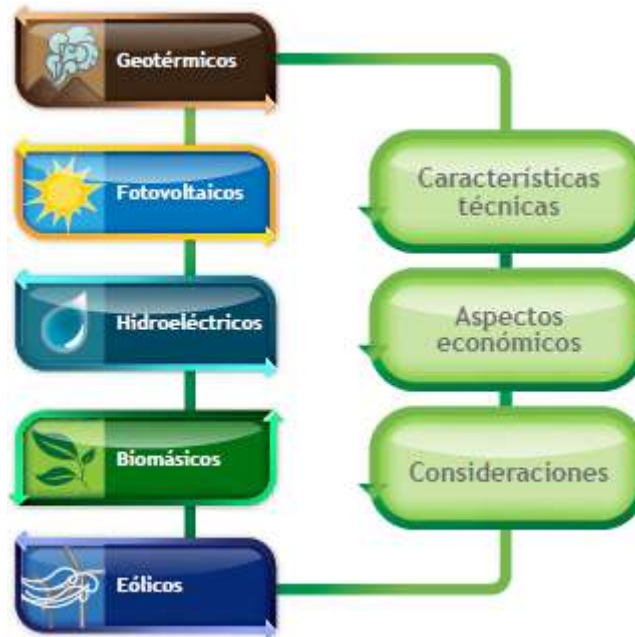 Geotérmicos
Fotovoltaicos
Hidroeléctricos
Biomásicos
Eólicos
Características
técnicas
Aspectos
económicos
Consideraciones